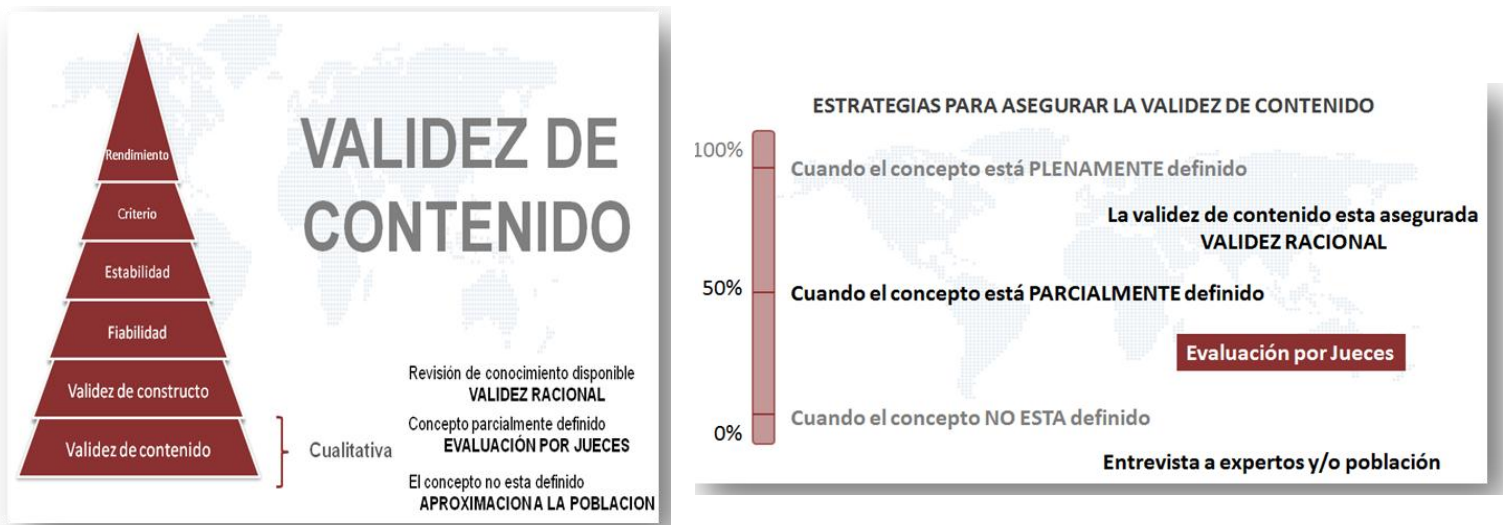 VALIDEZ DE
CONTENIDO
Rendimiento
Criterio
Estabilidad
Fiabilidad
Validez de constructo
Validez de contenido
Cualitativa
Revisión de conocimiento disponible
VALIDEZ RACIONAL
Concepto parcialmente definido
EVALUACIÓN POR JUECES
El concepto no esta definido
APROXIMACION A LA POBLACION
ESTRATEGIAS PARA ASEGURAR LA VALIDEZ DE CONTENIDO
100%
Cuando el concepto está PLENAMENTE definido
La validez de contenido esta asegurada
VALIDEZ RACIONAL
50%
Cuando el concepto está PARCIALMENTE definido
Evaluación por Jueces
Cuando el concepto NO ESTA definido
0%
Entrevista a expertos y/o población